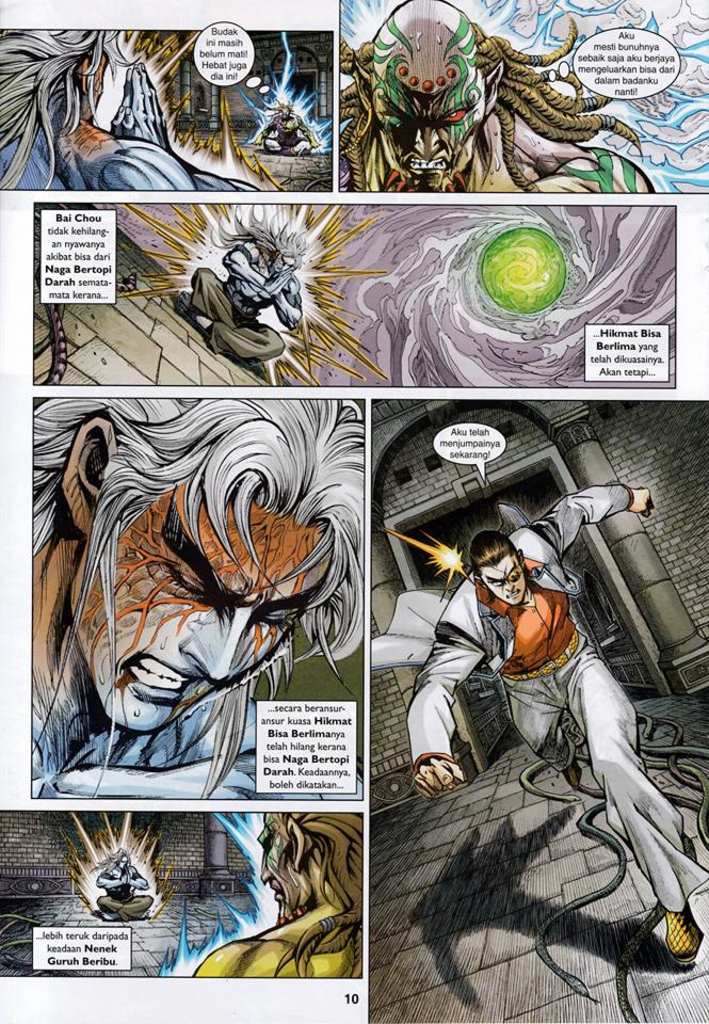 Budak
ini masih
belum mati!
Hebat juga
dia ini!
Aku
mesti bunuhnya
sebaik saja aku berjaya
mengeluarkan bisa dari
dalam badanku
nanti!
Bai Chou
tidak kehilang-
an nyawanya
akibat bisa dari
Naga Bertopi
Darah semata-
mata kerana...
...Hikmat Bisa
Berlima yang
telah dikuasainya.
Akan tetapi...
...secara beransur-
ansur kuasa Hikmat
Bisa Berlimanya
telah hilang kerana
bisa Naga Bertopi
Darah. Keadaannya,
boleh dikatakan...
Aku telah
menjumpainya
sekarang!
...lebih teruk daripada
keadaan Nenek
Guruh Beribu.
10